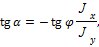 tg α = − tg φ J_x / J_y,